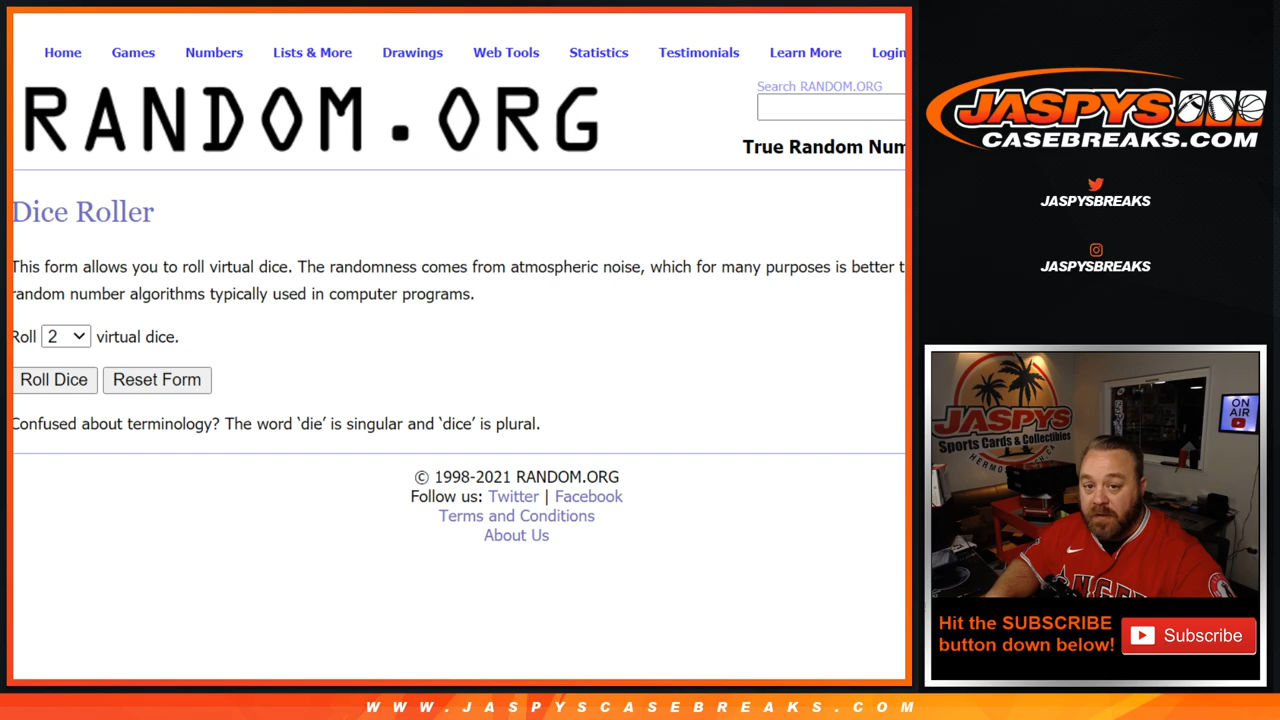 Home Games Numbers Lists & More Drawings Web Tools Statistics Testimonials Learn More Login
RANDOM.ORG
Search RANDOM.ORG
True Random Num
Dice Roller
This form allows you to roll virtual dice. The randomness comes from atmospheric noise, which for many purposes is better t
random number algorithms typically used in computer programs.
Roll 2 virtual dice.
Roll Dice Reset Form
Confused about terminology? The word ‘die’ is singular and ‘dice’ is plural.
© 1998-2021 RANDOM.ORG
Follow us: Twitter | Facebook
Terms and Conditions
About Us
JASPYS
CASEBREAKS.COM
JASPYSBREAKS
JASPYSBREAKS
JASPYS
Sports Cards & Collectibles
ON
AIR
ANGE
Hit the SUBSCRIBE
button down below!
Subscribe
WWW.JASPYSCASEBREAKS.COM